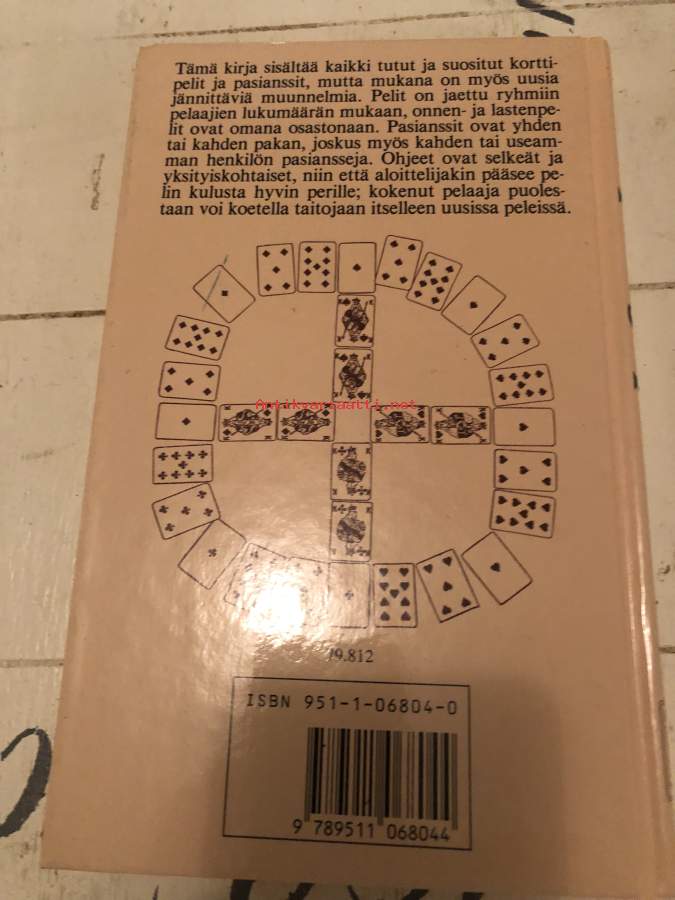 Tämä kirja sisältää kaikki tutut ja suositut kortti-
pelit ja pasianssit, mutta mukana on myös uusia
jännittäviä muunnelmia. Pelit on jaettu ryhmiin
pelaajien lukumäärän mukaan, onnen- ja lastenpe-
lit ovat omana osastonaan. Pasianssit ovat yhden
tai kahden pakan, joskus myös kahden tai useam-
man henkilön pasiansseja. Ohjeet ovat selkeät ja
yksityiskohtaiset, niin että aloittelijakin pääsee pe-
lin kulusta hyvin perille; kokenut pelaaja puoles-
taan voi koetella taitojaan itselleen uusissa peleissä.
Antikvariaatti.net
19.812
ISBN 951-1-06804-0
9 789511 068044